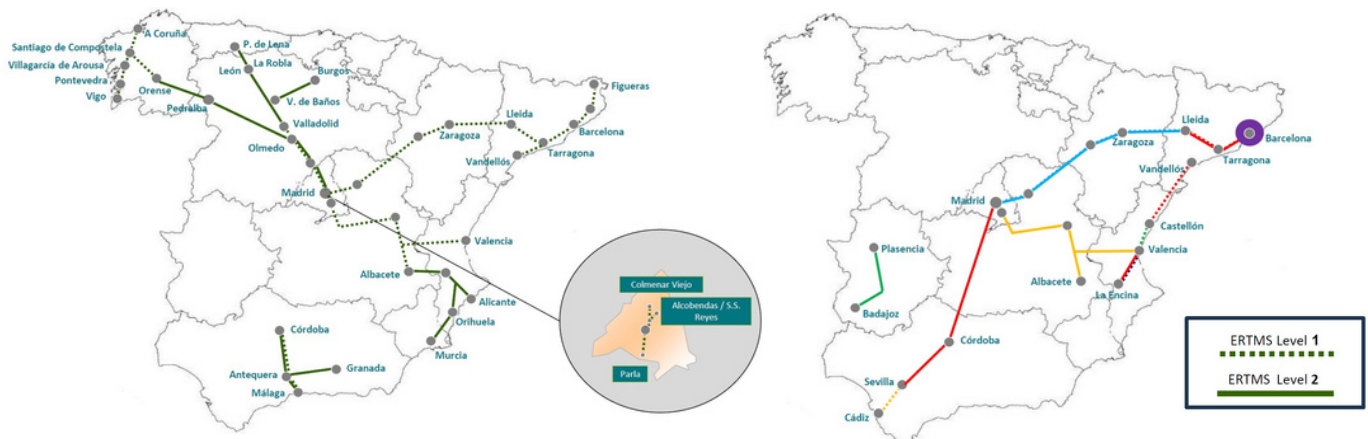 A Coruña
Santiago de Compostela
Villagarcía de Arousa
Pontevedra
Vigo
Orense
Pedralba
P. de Lena
La Robla
León
Burgos
V. de Baños
Valladolid
Olmedo
Madrid
Zaragoza
Lleida
Figueras
Barcelona
Tarragona
Vandellós
Valencia
Albacete
Alicante
Orihuela
Murcia
Córdoba
Antequera
Granada
Málaga
Colmenar Viejo
Alcobendas / S.S.
Reyes
Parla
Lleida
Barcelona
Zaragoza
Tarragona
Vandellós
Madrid
Castellón
Valencia
Plasencia
Albacete
La Encina
Badajoz
Córdoba
Sevilla
Cádiz
ERTMS Level 1
ERTMS Level 2